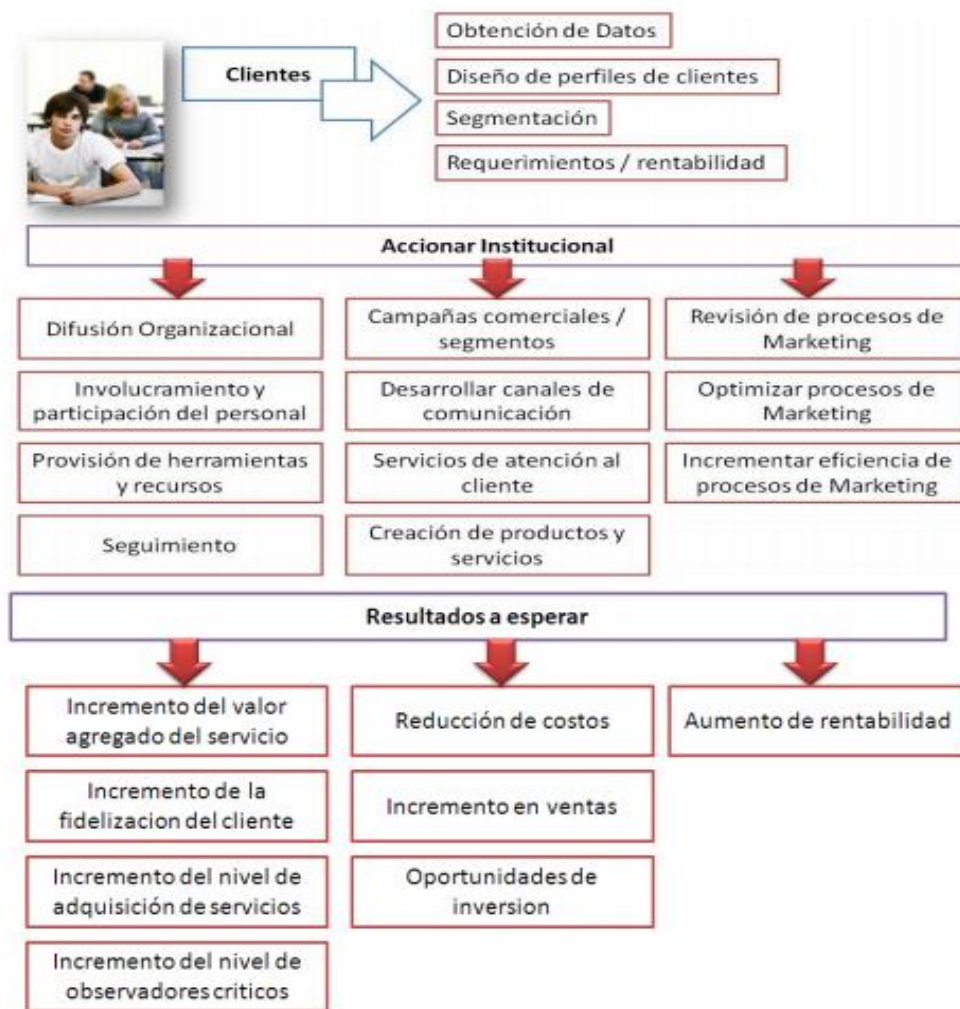 Clientes
Obtención de Datos
Diseño de perfiles de clientes
Segmentación
Requerimientos / rentabilidad
Accionar Institucional
Difusión Organizacional
Involucramiento y
participación del personal
Provisión de herramientas
y recursos
Seguimiento
Campañas comerciales /
segmentos
Desarrollar canales de
comunicación
Servicios de atención al
cliente
Creación de productos y
servicios
Revisión de procesos de
Marketing
Optimizar procesos de
Marketing
Incrementar eficiencia de
procesos de Marketing
Resultados a esperar
Incremento del valor
agregado del servicio
Incremento de la
fidelizacion del cliente
Incremento del nivel de
adquisición de servicios
Incremento del nivel de
observadores criticos
Reducción de costos
Incremento en ventas
Oportunidades de
inversion
Aumento de rentabilidad